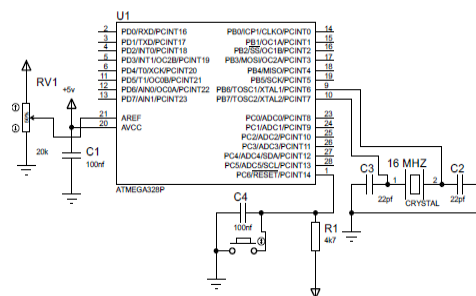 U1
2 PD0/RXD/PCINT16 PB0/ICP1/CLKO/PCINT0 14
3 PD1/TXD/PCINT17 PB1/OC1A/PCINT1 15
4 PD2/INT0/PCINT18 PB2/SS/OC1B/PCINT2 16
5 PD3/INT1/OC2B/PCINT19 PB3/MOSI/OC2A/PCINT3 17
6 PD4/T0/XCK/PCINT20 PB4/MISO/PCINT4 18
11 PD5/T1/OC0B/PCINT21 PB5/SCK/PCINT5 19
12 PD6/AIN0/OC0A/PCINT22 PB6/TOSC1/XTAL1/PCINT6 9
13 PD7/AIN1/PCINT23 PB7/TOSC2/XTAL2/PCINT7 10
RV1
+5v
21 AREF PC0/ADC0/PCINT8 23
20 AVCC PC1/ADC1/PCINT9 24
PC2/ADC2/PCINT10 25
PC3/ADC3/PCINT11 26
PC4/ADC4/SDA/PCINT12 27
PC5/ADC5/SCL/PCINT13 28
PC6/RESET/PCINT14 1
20k
C1
100nf
ATMEGA328P
C3
22pf
16 MHZ
1 2
CRYSTAL
C2
22pf
C4
100nf
R1
4k7